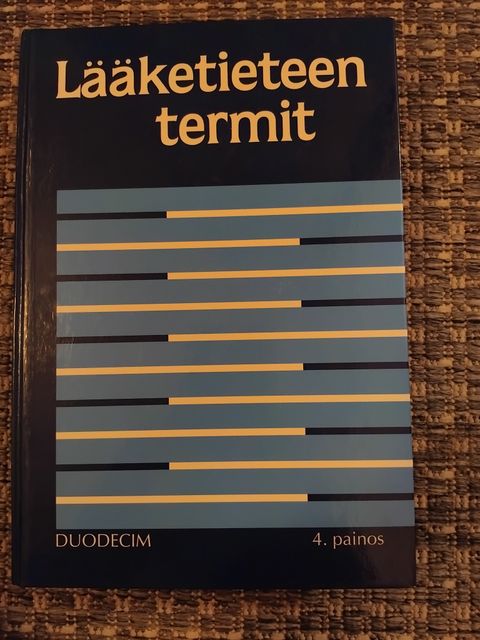 Lääketieteen
termit
DUODECIM
4. painos